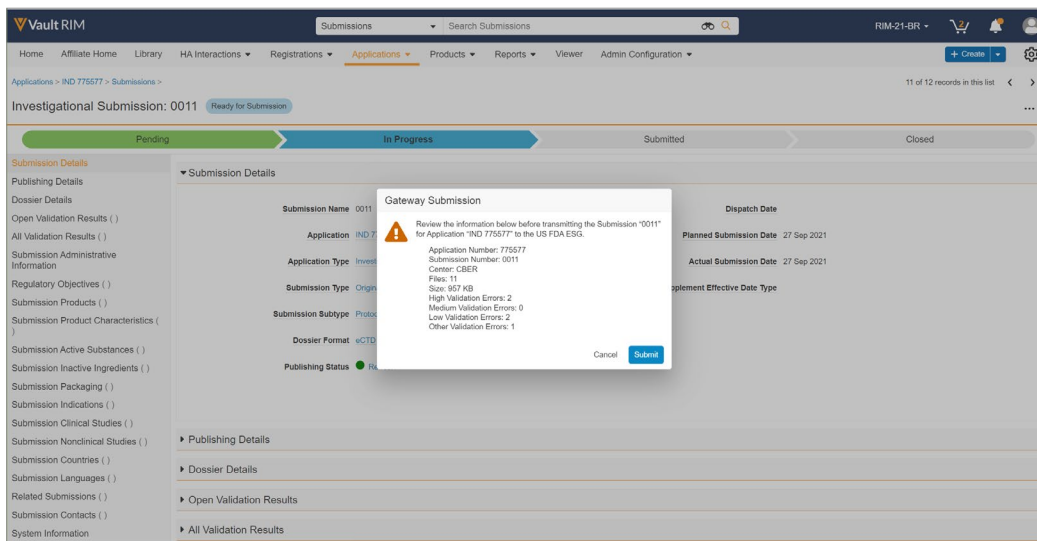 Vault RIM
Submissions
Search Submissions
RIM-21-BR
2
Home Affiliate Home Library HA Interactions Registrations Applications Products Reports Viewer Admin Configuration
+ Create
Applications > IND 775577 > Submissions >
11 of 12 records in this list
Investigational Submission: 0011 Ready for Submission
Pending In Progress Submitted Closed
Submission Details
Publishing Details
Dossier Details
Open Validation Results ( )
All Validation Results ( )
Submission Administrative
Information
Regulatory Objectives ( )
Submission Products ( )
Submission Product Characteristics (
)
Submission Active Substances ( )
Submission Inactive Ingredients ( )
Submission Packaging ( )
Submission Indications ( )
Submission Clinical Studies ( )
Submission Nonclinical Studies ( )
Submission Countries ( )
Submission Languages ( )
Related Submissions ( )
Submission Contacts ( )
System Information
Submission Details
Submission Name 0011
Application IND 7
Application Type
Submission Type
Submission Subtype
Dossier Format eCTD
Publishing Status
Dispatch Date
Planned Submission Date 27 Sep 2021
Actual Submission Date 27 Sep 2021
Effective Date Type
Gateway Submission
Review the information below before transmitting the Submission "0011"
for Application "IND 775577" to the US FDA ESG.
Application Number: 775577
Submission Number: 0011
Center: CBER
Files: 11
Size: 957 KB
High Validation Errors: 2
Medium Validation Errors: 0
Low Validation Errors: 2
Other Validation Errors: 1
Cancel Submit
Publishing Details
Dossier Details
Open Validation Results
All Validation Results